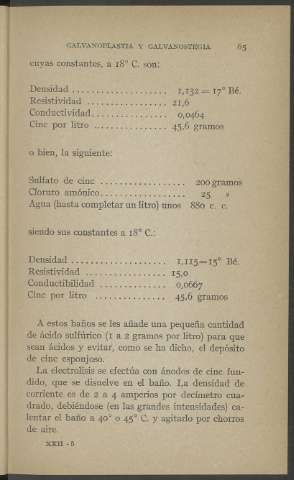 GALVANOPLASTIA Y GALVANOSTEGIA 65
cuyas constantes, a 18° C. son:
Densidad .................... 1,132 = 17° Bé.
Resistividad ................. 21,6
Conductividad................ 0,0464
Cinc por litro ............... 45,6 gramos
o bien, la siguiente:
Sulfato de cinc .................. 200 gramos
Cloruro amónico.................. 25 »
Agua (hasta completar un litro) unos 880 c. c.
siendo sus constantes a 18° C.:
Densidad .................... 1,115=15° Bé.
Resistividad ................. 15,0
Conductibilidad .............. 0,0667
Cinc por litro ............... 45,6 gramos
A estos baños se les añade una pequeña cantidad
de ácido sulfúrico (1 a 2 gramos por litro) para que
sean ácidos y evitar, como se ha dicho, el depósito
de cinc esponjoso.
La electrolisis se efectúa con ánodos de cinc fun-
dido, que se disuelve en el baño. La densidad de
corriente es de 2 a 4 amperios por decímetro cua-
drado, debiéndose (en las grandes intensidades) ca-
lentar el baño a 40° o 45° C. y agitarlo por chorros
de aire.
XXII - 5